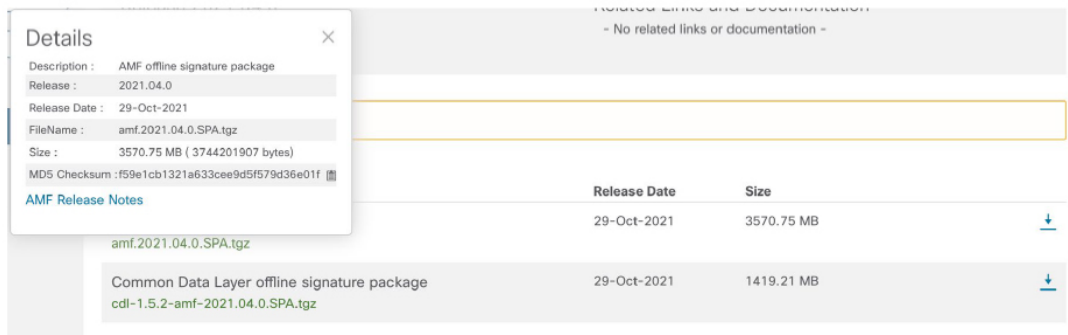 Details
Description : AMF offline signature package
Release : 2021.04.0
Release Date : 29-Oct-2021
FileName : amf.2021.04.0.SPA.tgz
Size : 3570.75 MB ( 3744201907 bytes)
MD5 Checksum :f59e1cb1321a633cee9d5f579d36e01f
AMF Release Notes
Related Links and Documentation
- No related links or documentation -
Release Date Size
29-Oct-2021 3570.75 MB
amf.2021.04.0.SPA.tgz
Common Data Layer offline signature package 29-Oct-2021 1419.21 MB
cdl-1.5.2-amf-2021.04.0.SPA.tgz